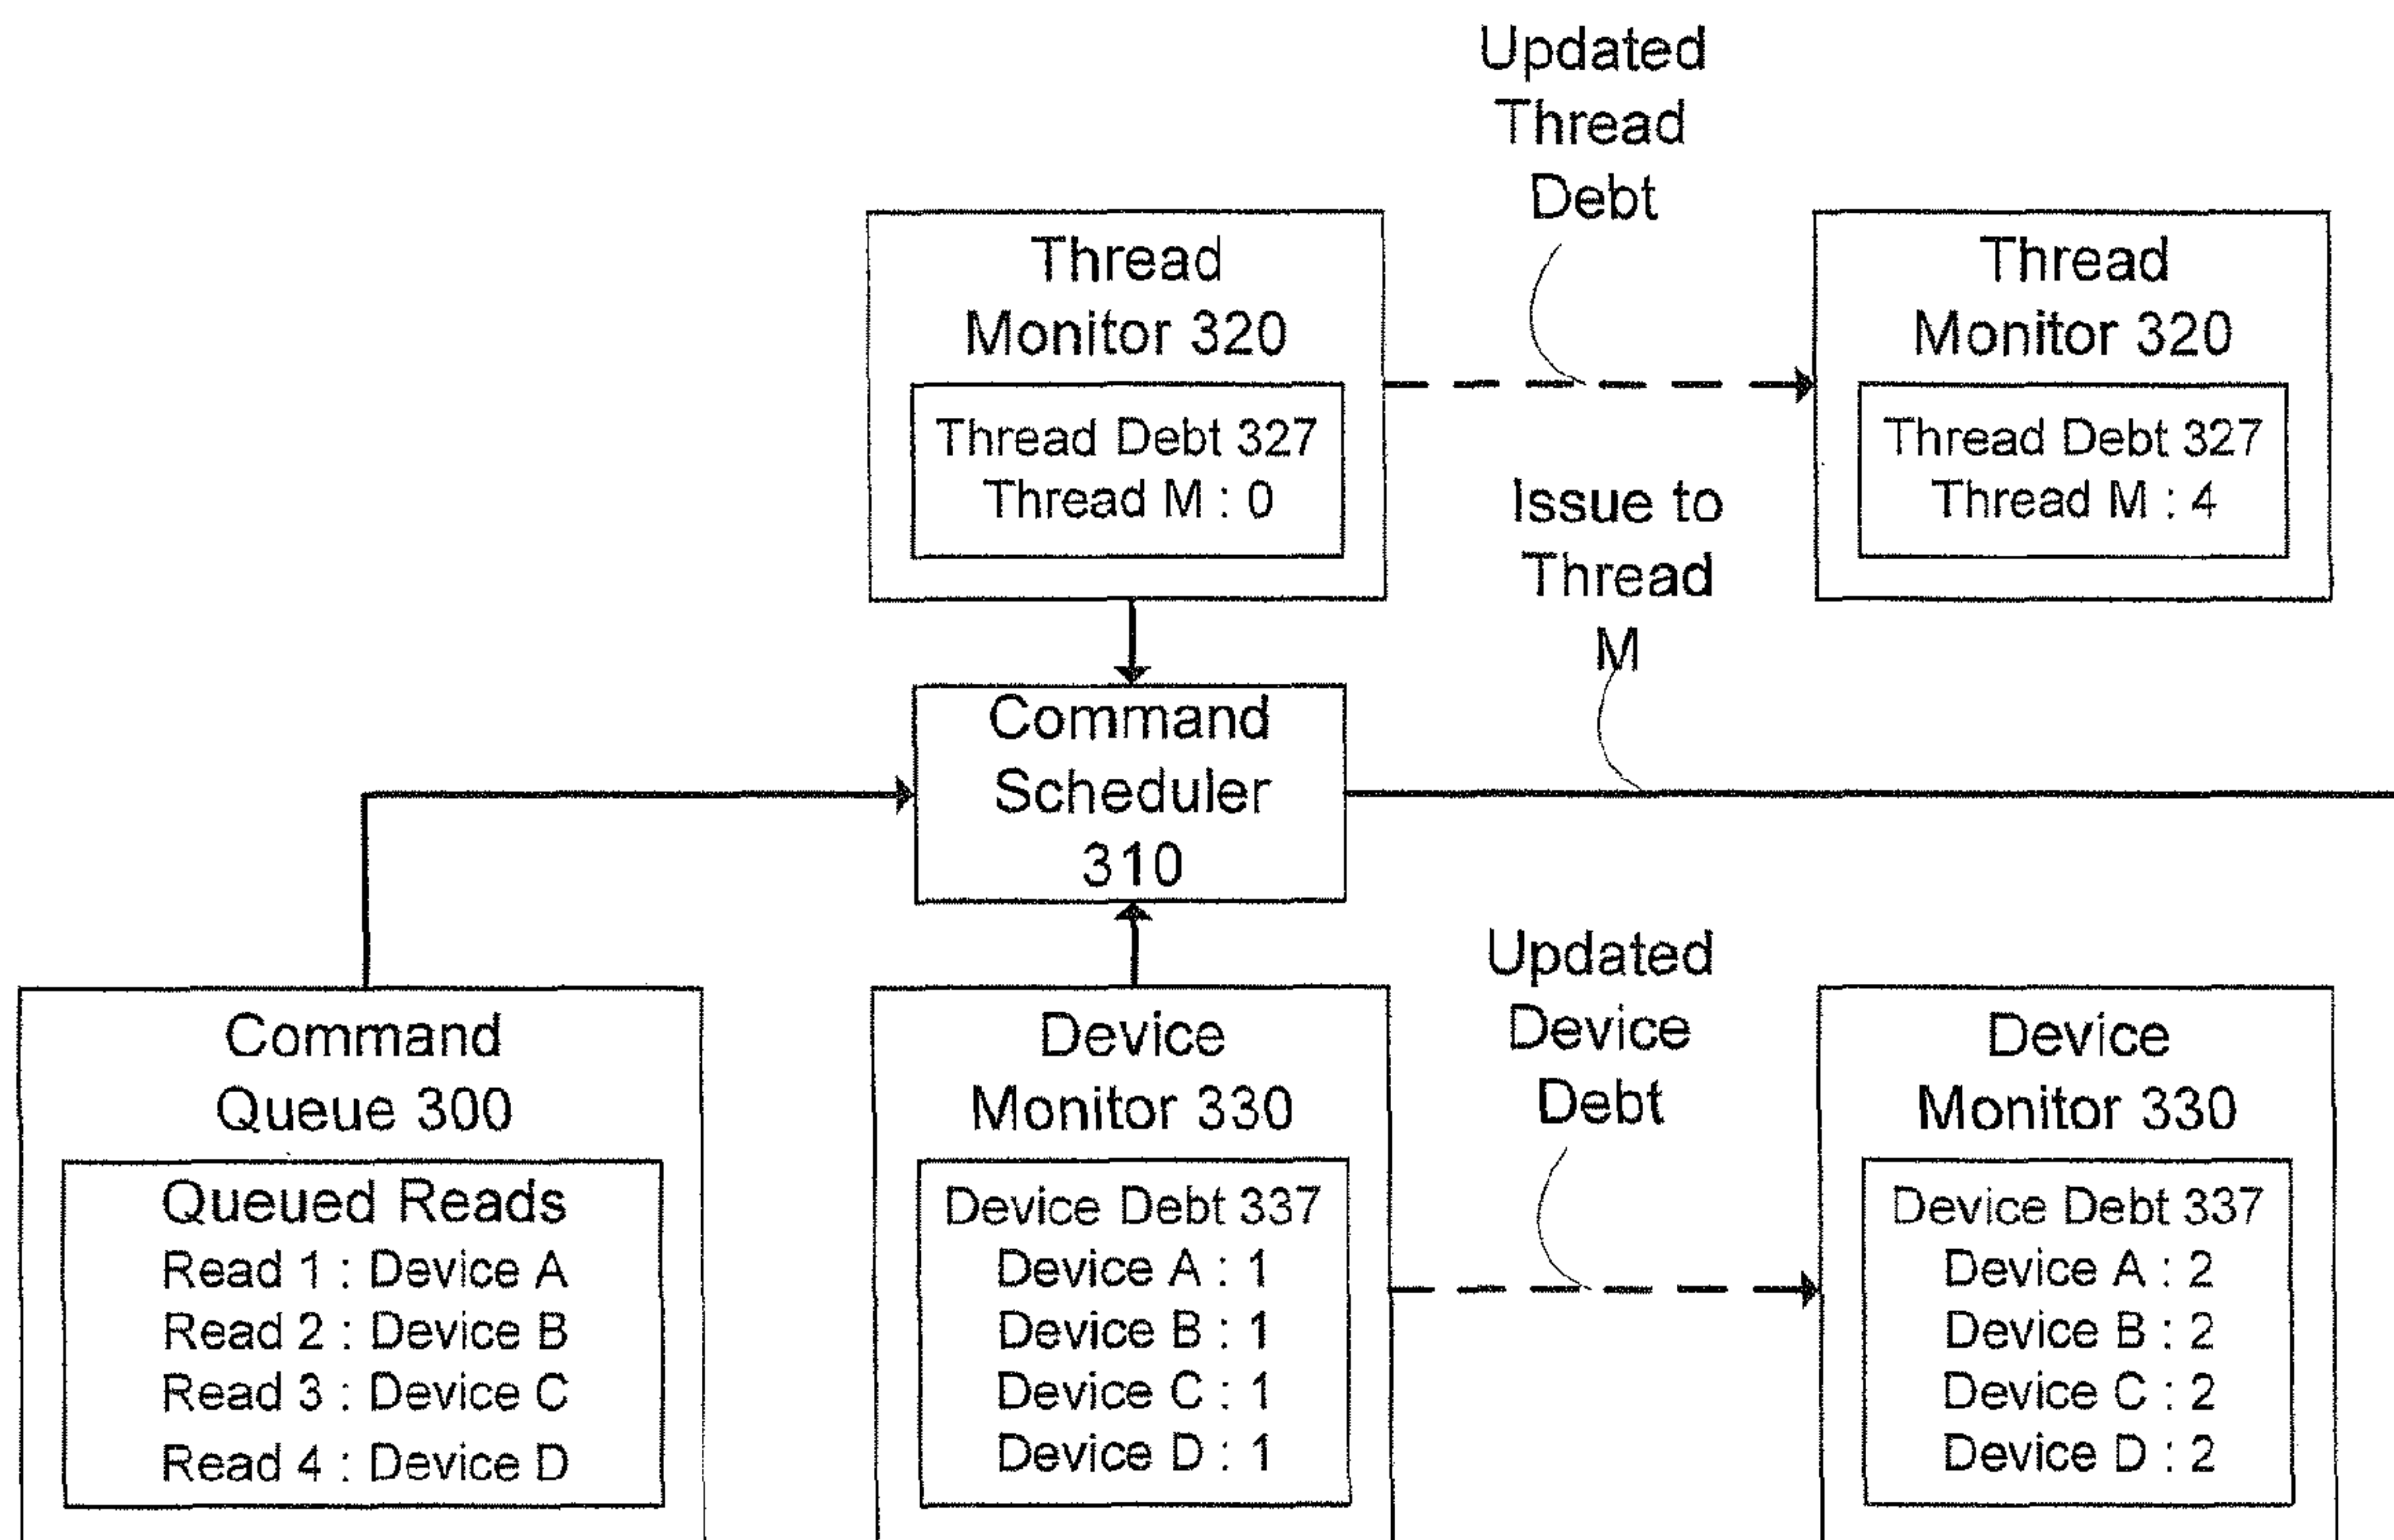 Updated
Thread
Debt
Thread
Monitor 320
Thread Debt 327
Thread M : 0
Thread
Monitor 320
Thread Debt 327
Thread M : 4
Issue to
Thread
M
Command
Scheduler
310
Command
Queue 300
Queued Reads
Read 1 : Device A
Read 2 : Device B
Read 3 : Device C
Read 4 : Device D
Device
Monitor 330
Device Debt 337
Device A : 1
Device B : 1
Device C : 1
Device D : 1
Updated
Device
Debt
Device
Monitor 330
Device Debt 337
Device A : 2
Device B : 2
Device C : 2
Device D : 2